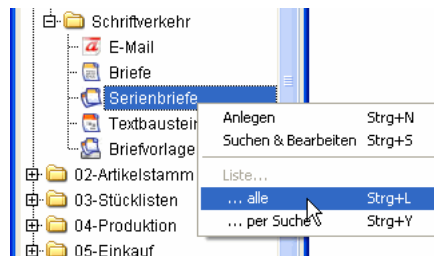 Schriftverkehr
E-Mail
Briefe
Serienbriefe
Textbaustein
Briefvorlage
02-Artikelstamm
03-Stücklisten
04-Produktion
05-Einkauf
Anlegen Strg+N
Suchen & Bearbeiten Strg+S
Liste...
... alle Strg+L
... per Suche Strg+Y